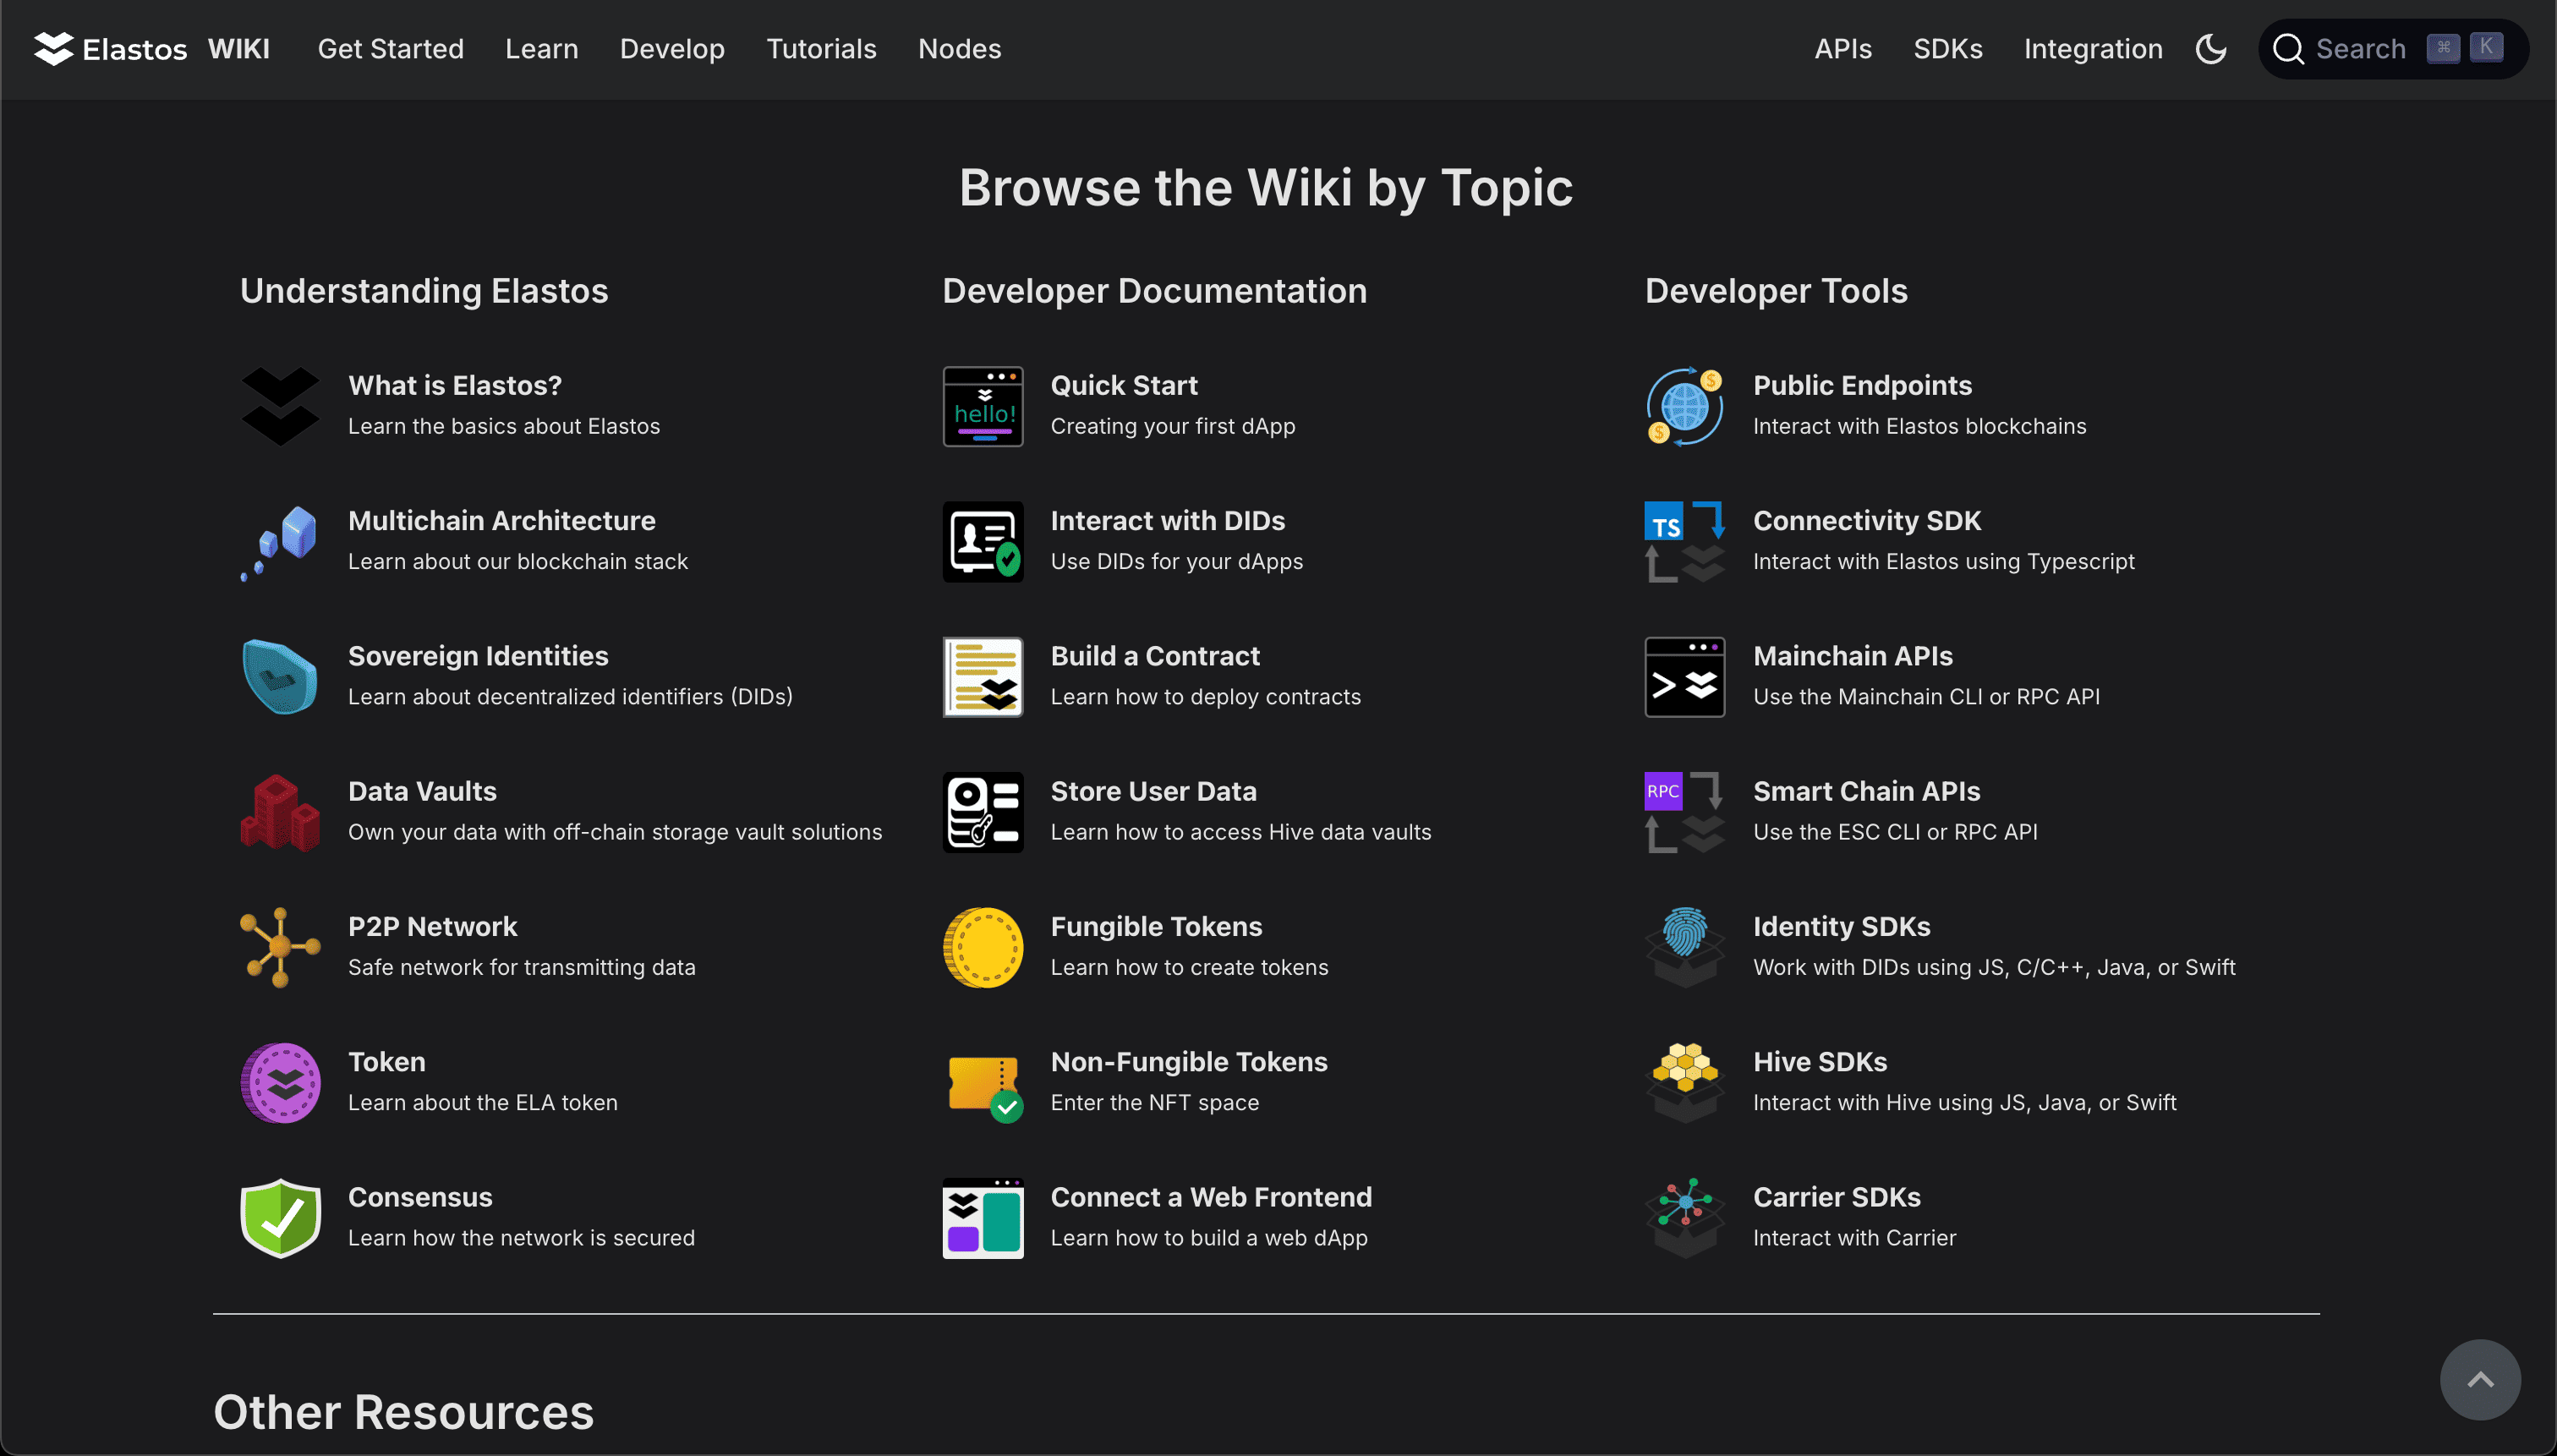 Elastos WIKI Get Started Learn Develop Tutorials Nodes APIs SDKs Integration Search ⌘ K
Browse the Wiki by Topic
Understanding Elastos
What is Elastos?
Learn the basics about Elastos
Multichain Architecture
Learn about our blockchain stack
Sovereign Identities
Learn about decentralized identifiers (DIDs)
Data Vaults
Own your data with off-chain storage vault solutions
P2P Network
Safe network for transmitting data
Token
Learn about the ELA token
Consensus
Learn how the network is secured
Developer Documentation
hello!
Quick Start
Creating your first dApp
Interact with DIDs
Use DIDs for your dApps
Build a Contract
Learn how to deploy contracts
Store User Data
Learn how to access Hive data vaults
Fungible Tokens
Learn how to create tokens
Non-Fungible Tokens
Enter the NFT space
Connect a Web Frontend
Learn how to build a web dApp
Developer Tools
$
$
Public Endpoints
Interact with Elastos blockchains
TS
Connectivity SDK
Interact with Elastos using Typescript
>
Mainchain APIs
Use the Mainchain CLI or RPC API
RPC
Smart Chain APIs
Use the ESC CLI or RPC API
Identity SDKs
Work with DIDs using JS, C/C++, Java, or Swift
Hive SDKs
Interact with Hive using JS, Java, or Swift
Carrier SDKs
Interact with Carrier
Other Resources